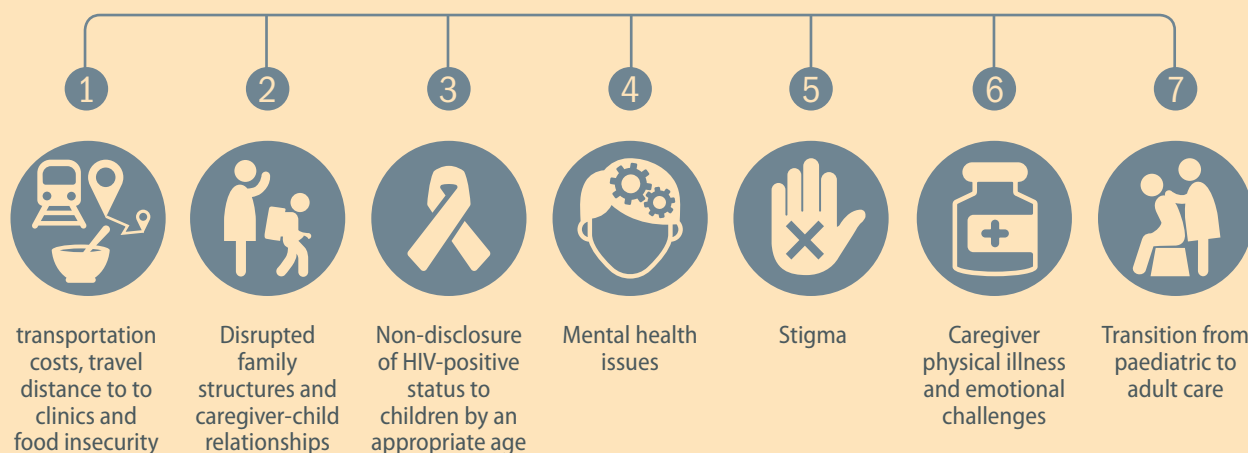 1
2
3
4
5
6
7
transportation
costs, travel
distance to to
clinics and
food insecurity
Disrupted
family
structures and
caregiver-child
relationships
Non-disclosure
of HIV-positive
status to
children by an
appropriate age
Mental health
issues
Stigma
Caregiver
physical illness
and emotional
challenges
Transition from
paediatric to
adult care